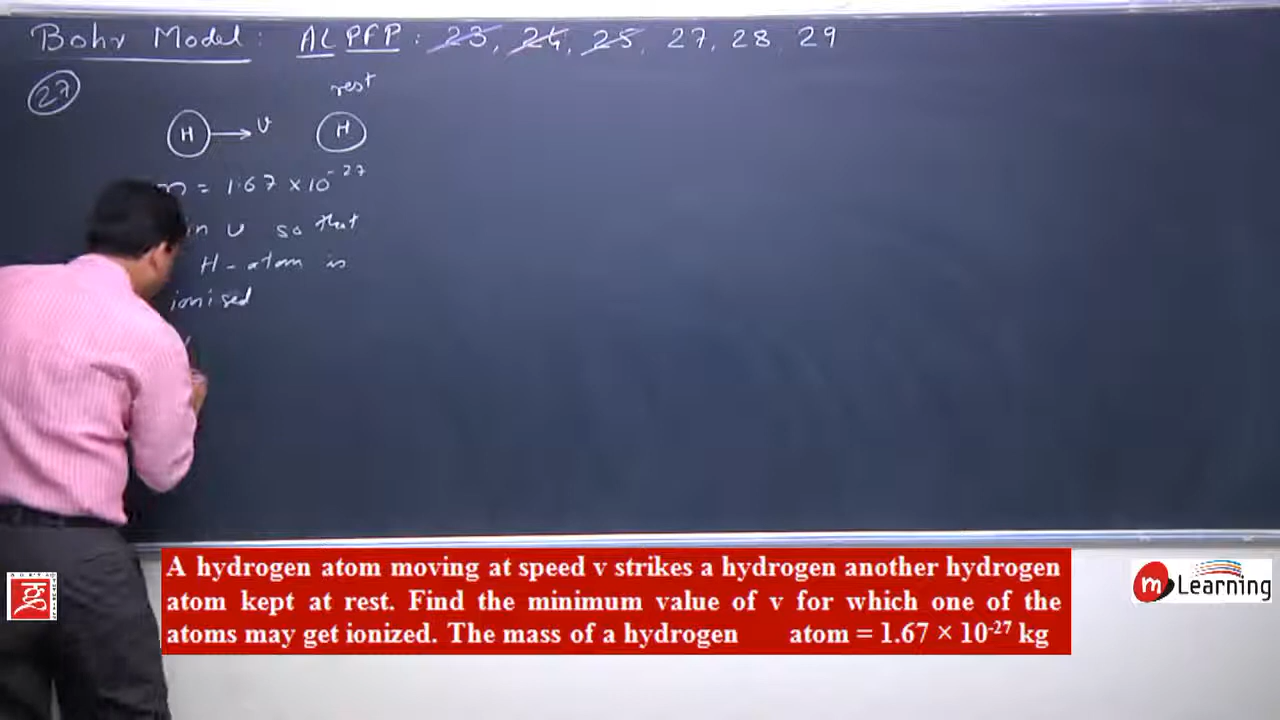 Bohr Model: ALPFP: 23, 24, 25, 27, 28 29
27
rest
H → v H
= 1.67 × 10-27
v so that
H-atom is
ionised
A hydrogen atom moving at speed v strikes a hydrogen another hydrogen
atom kept at rest. Find the minimum value of v for which one of the
atoms may get ionized. The mass of a hydrogen atom = 1.67 × 10-27 kg
m Learning